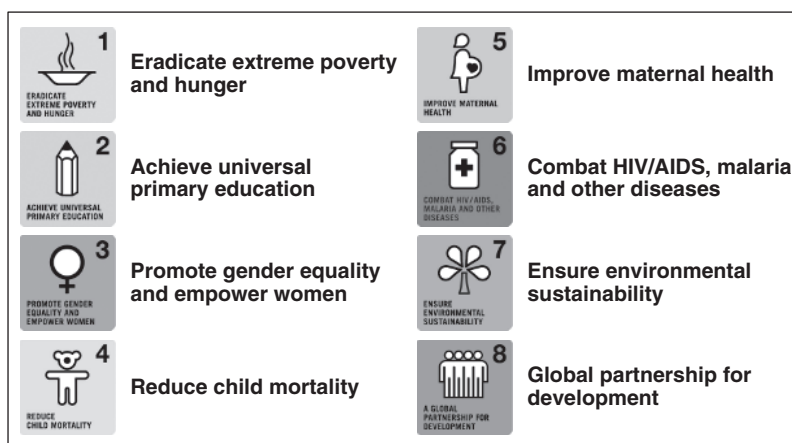 1
ERADICATE
EXTREME POVERTY
AND HUNGER
Eradicate extreme poverty
and hunger
2
ACHIEVE UNIVERSAL
PRIMARY EDUCATION
Achieve universal
primary education
3
PROMOTE GENDER
EQUALITY AND
EMPOWER WOMEN
Promote gender equality
and empower women
4
REDUCE
CHILD MORTALITY
Reduce child mortality
5
IMPROVE MATERNAL
HEALTH
Improve maternal health
6
COMBAT HIV/AIDS,
MALARIA AND OTHER
DISEASES
Combat HIV/AIDS, malaria
and other diseases
7
ENSURE
ENVIRONMENTAL
SUSTAINABILITY
Ensure environmental
sustainability
8
A GLOBAL
PARTNERSHIP FOR
DEVELOPMENT
Global partnership for
development